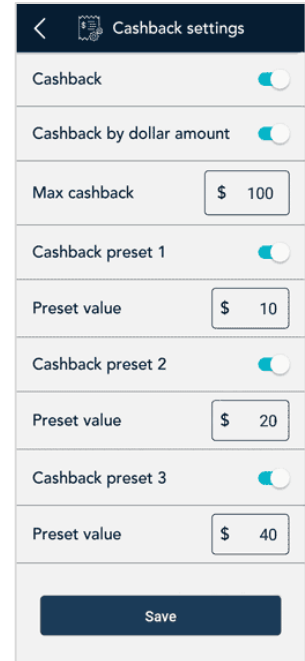 Cashback settings
Cashback
Cashback by dollar amount
Max cashback $ 100
Cashback preset 1
Preset value $ 10
Cashback preset 2
Preset value $ 20
Cashback preset 3
Preset value $ 40
Save